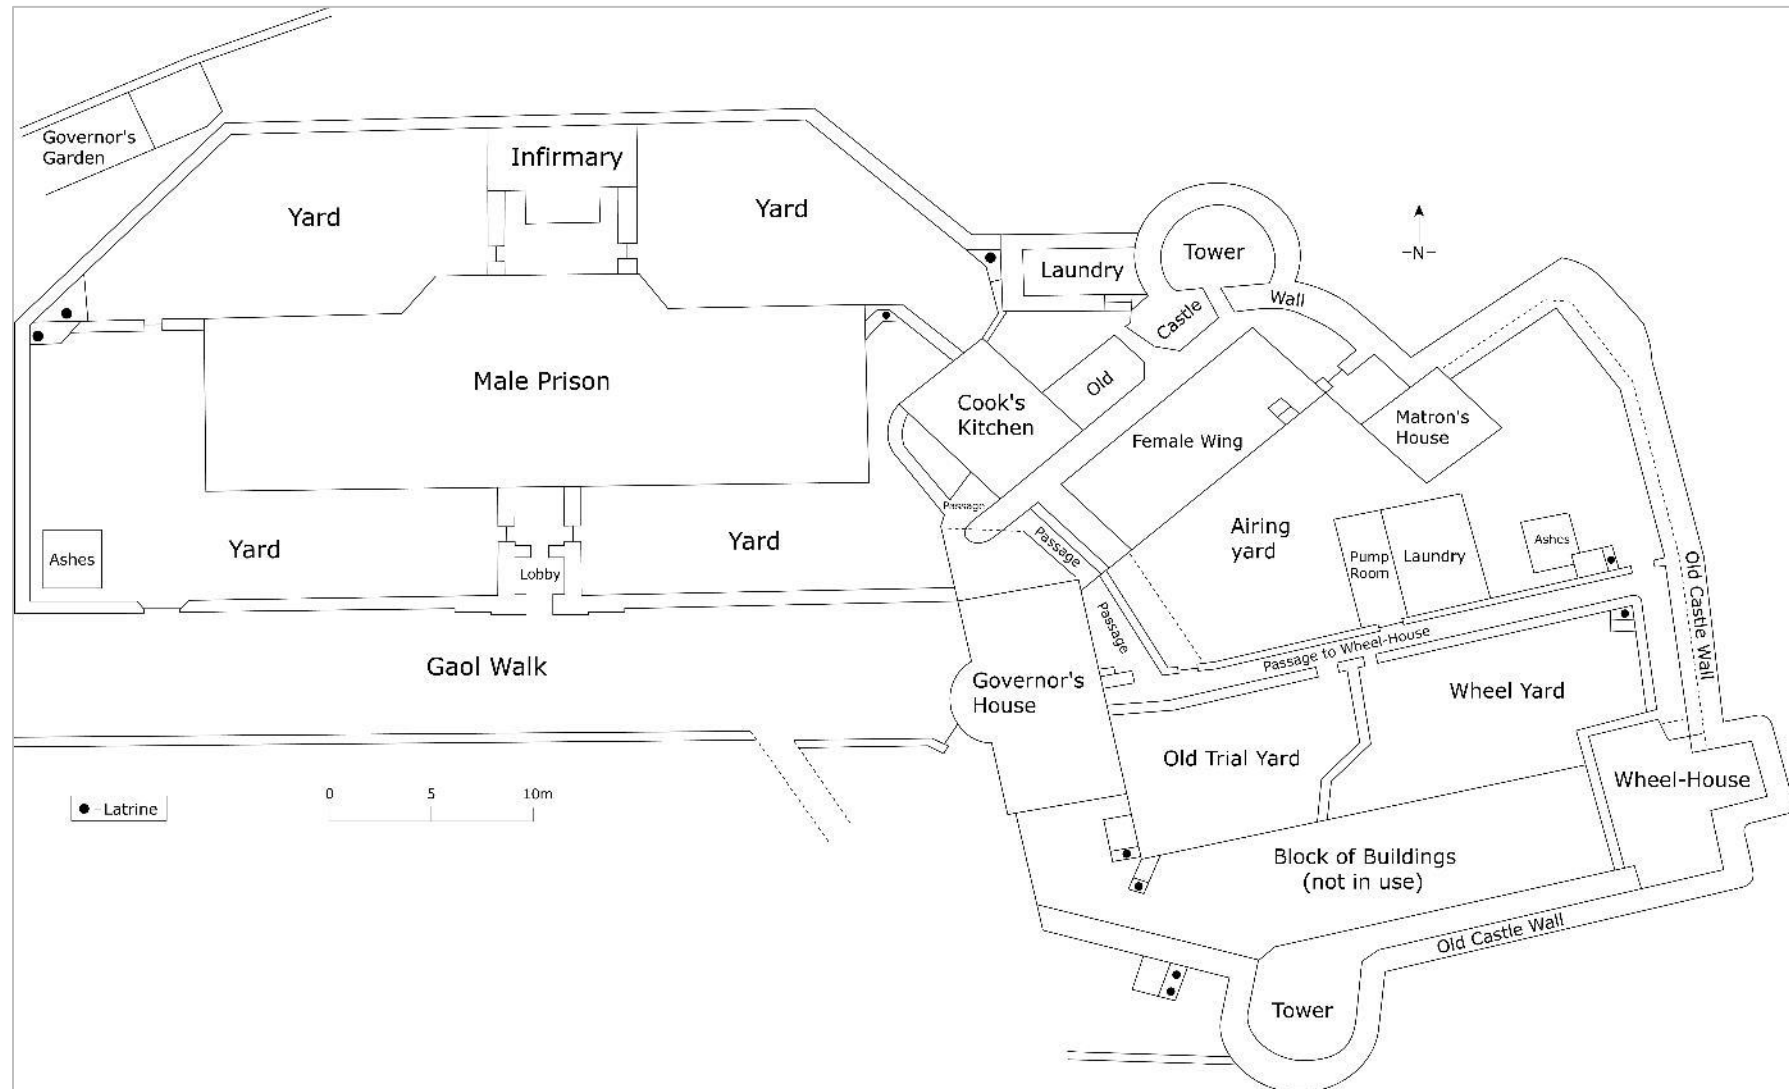 Governor's
Garden
Infirmary
Yard
Yard
Tower
-N-
Laundry
Wall
Castle
Old
Male Prison
Cook's
Kitchen
Female Wing
Matron's
House
Passage
Passage
Airing
yard
Pump
Room
Laundry
Ashes
Old Castle Wall
Ashes
Yard
Lobby
Yard
Passage
Passage to Wheel-House
Gaol Walk
Governor's
House
Wheel Yard
Old Trial Yard
Wheel-House
0 5 10m
- Latrine
Block of Buildings
(not in use)
Old Castle Wall
Tower